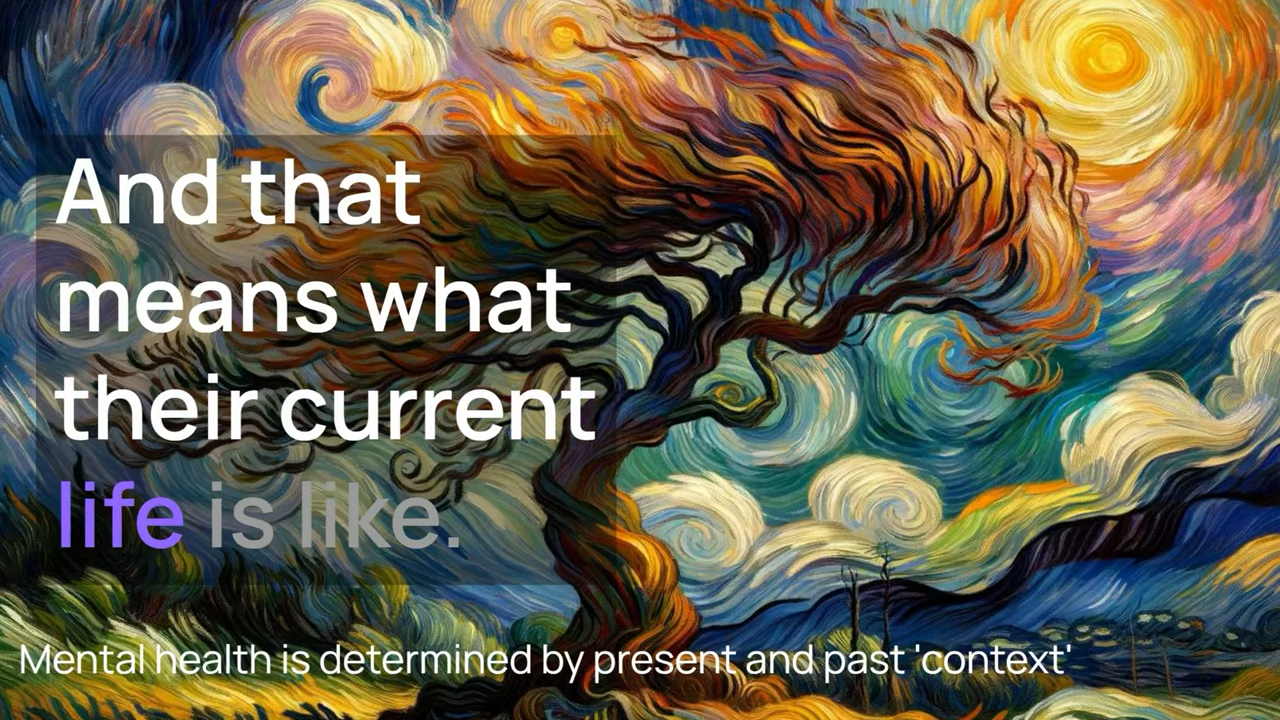 And that
means what
their current
life is like.
Mental health is determined by present and past 'context'